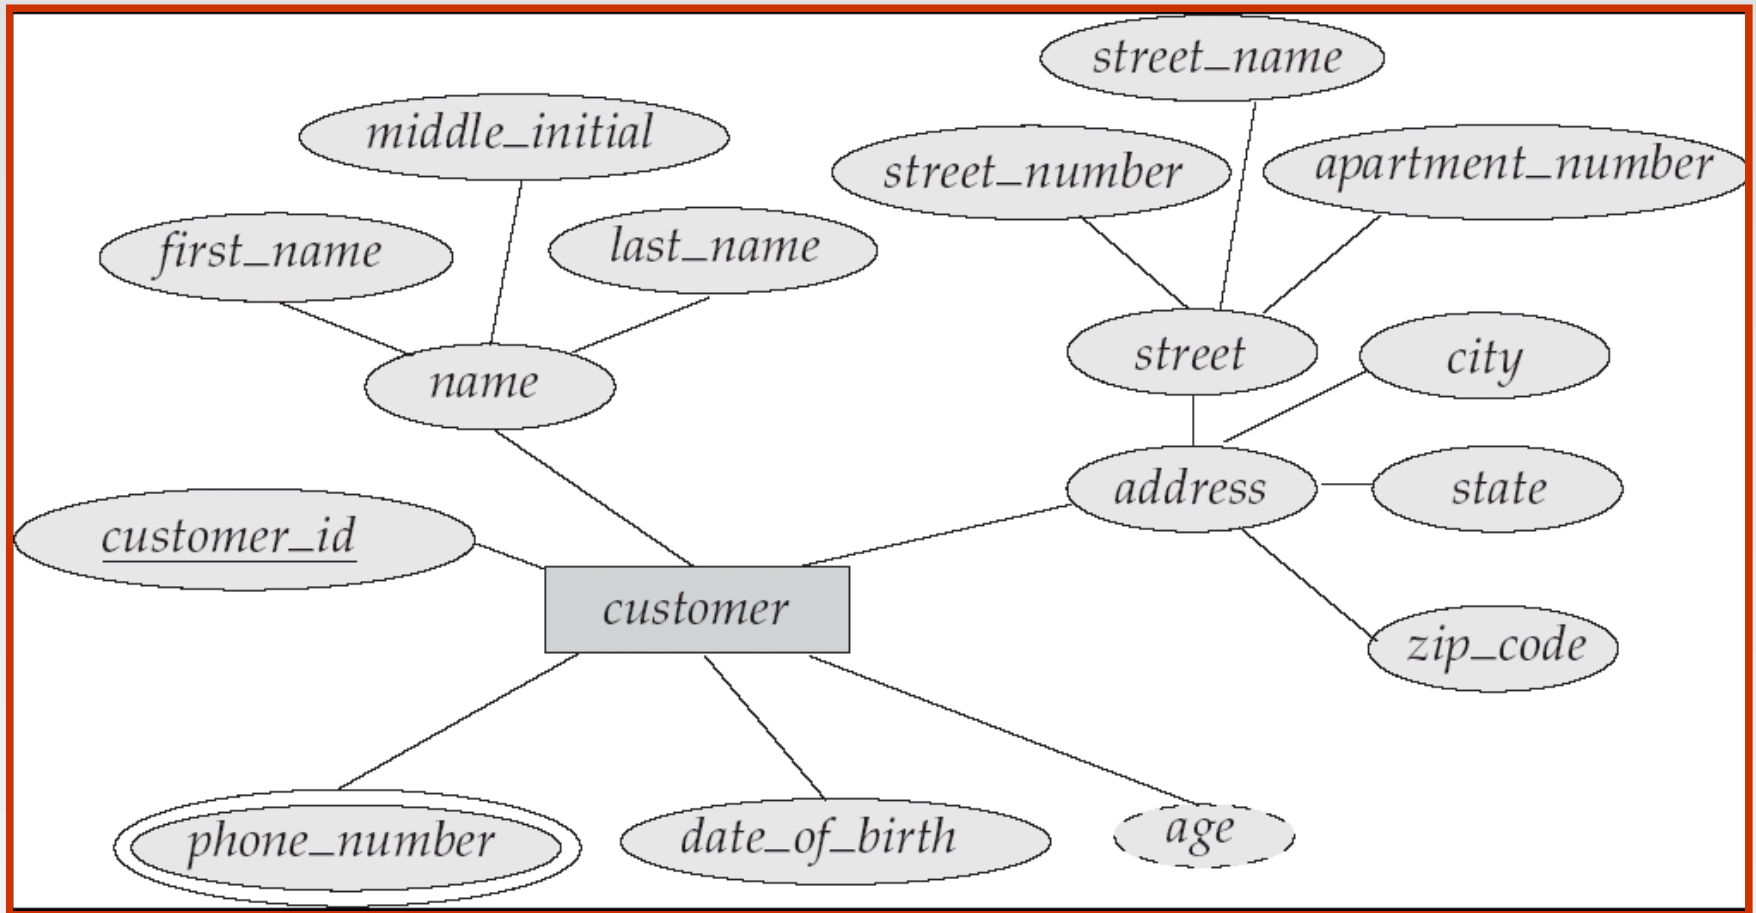 street_name
middle_initial
street_number
apartment_number
first_name
last_name
street
city
name
address
state
customer_id
customer
zip_code
phone_number
date_of_birth
age